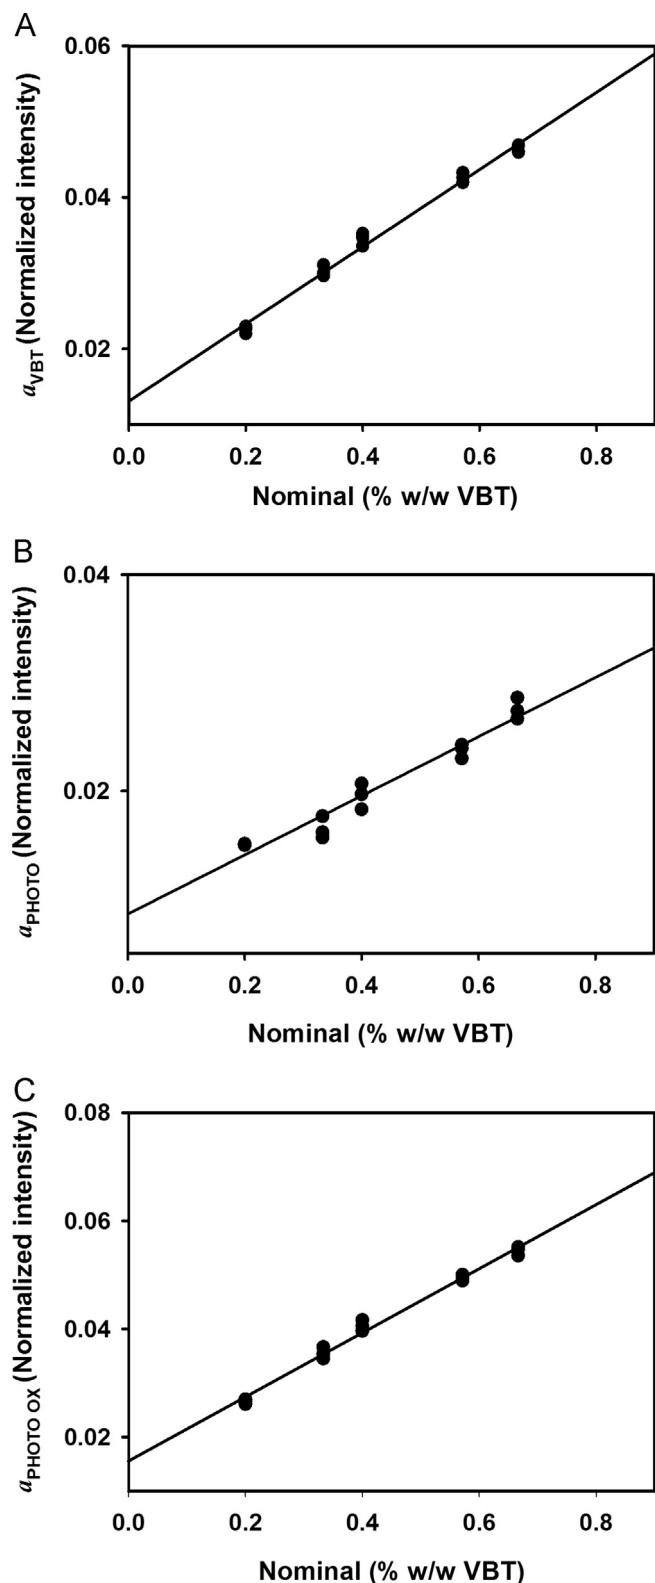 A
0.06
0.04
0.02
a VBT (Normalized intensity)
0.0 0.2 0.4 0.6 0.8
Nominal (% w/w VBT)
B
0.04
0.02
a PHOTO (Normalized intensity)
0.0 0.2 0.4 0.6 0.8
Nominal (% w/w VBT)
C
0.08
0.06
0.04
0.02
a PHOTO OX (Normalized intensity)
0.0 0.2 0.4 0.6 0.8
Nominal (% w/w VBT)